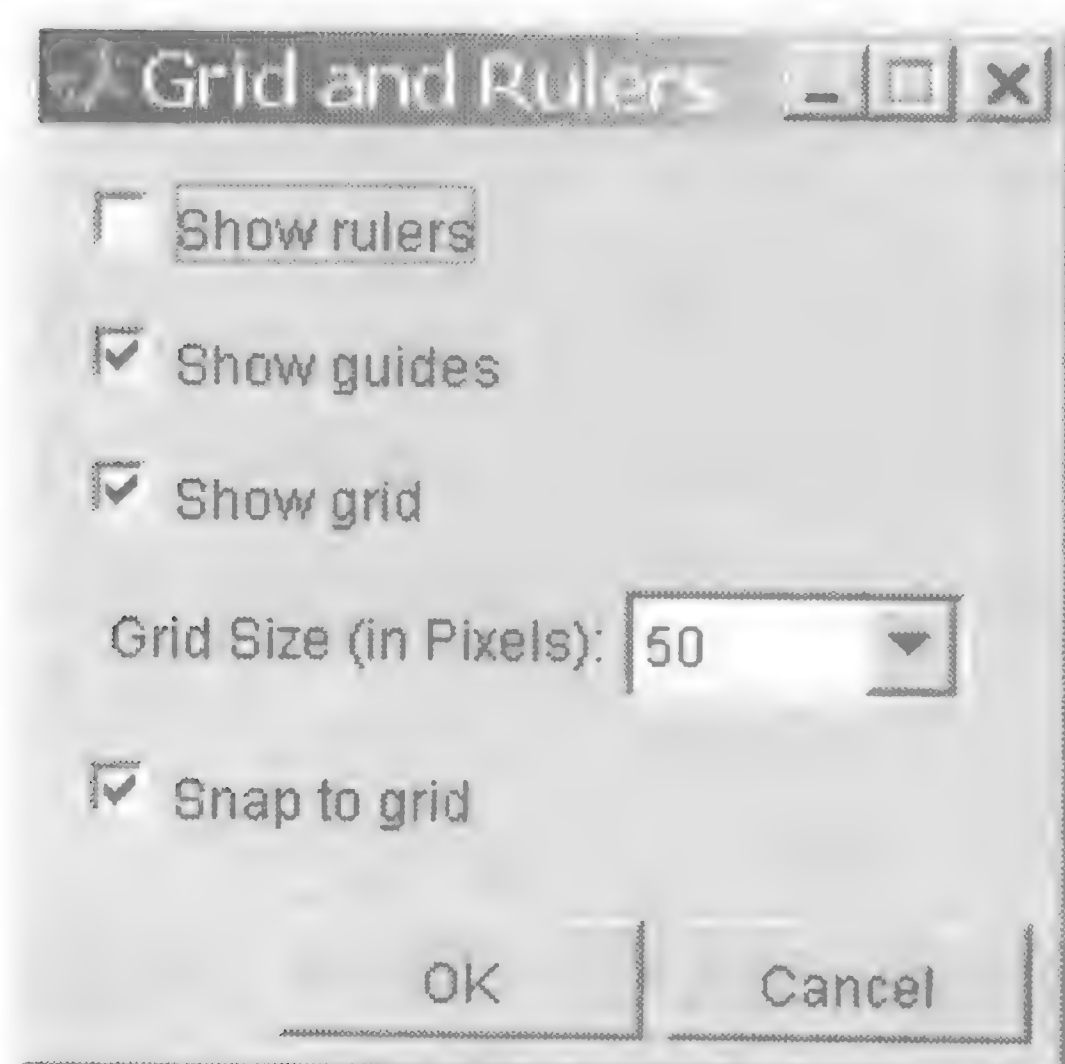 Grid and Rulers
Show rulers
Show guides
Show grid
Grid Size (in Pixels): 50
Snap to grid
OK Cancel